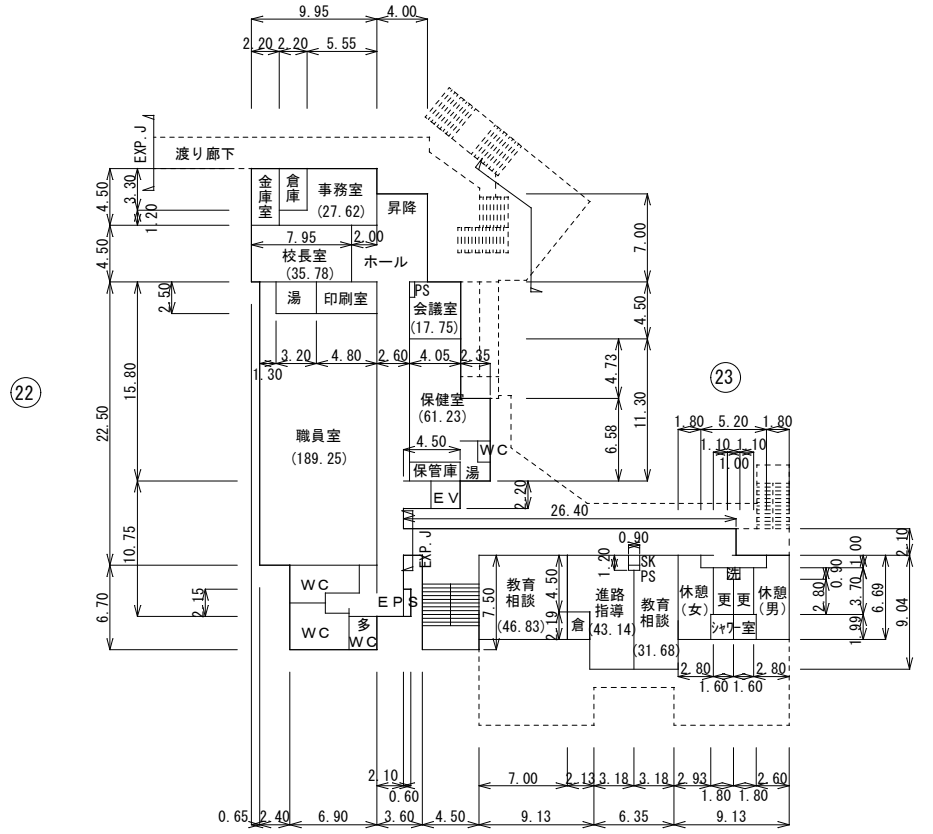 9.95 4.00
2.20 2.20 5.55
EXP.J
渡り廊下
金庫室
倉庫
事務室
(27.62)
昇降
ホール
4.50 3.30
1.20
7.95 2.00
校長室
(35.78)
4.50
7.00
2.50
湯
印刷室
PS
会議室
(17.75)
4.50
3.20 4.80 2.60 4.05 2.35
1.30
15.80
22.50
4.73
11.30
6.58
22
23
保健室
(61.23)
職員室
(189.25)
4.50
WC
保管庫
湯
EV
2.20
1.80 5.20 1.80
1.10 1.10
1.00
26.40
10.75
EXP.J
0.90
1.20
SK
PS
2.10
1.00
0.90
3.70
2.80
6.69
9.04
1.99
6.70
2.15
WC
EPS
WC
多
WC
7.50
教育
相談
(46.83)
4.50
2.19
倉
進路
指導
(43.14)
教育
相談
(31.68)
休憩
(女)
洗
更 更
休憩
(男)
シャワー室
2.80 2.80
1.60 1.60
2.10
0.60
7.00 2.13 3.18 3.18 2.93 2.60
1.80 1.80
0.65 2.40 6.90 3.60 4.50 9.13 6.35 9.13